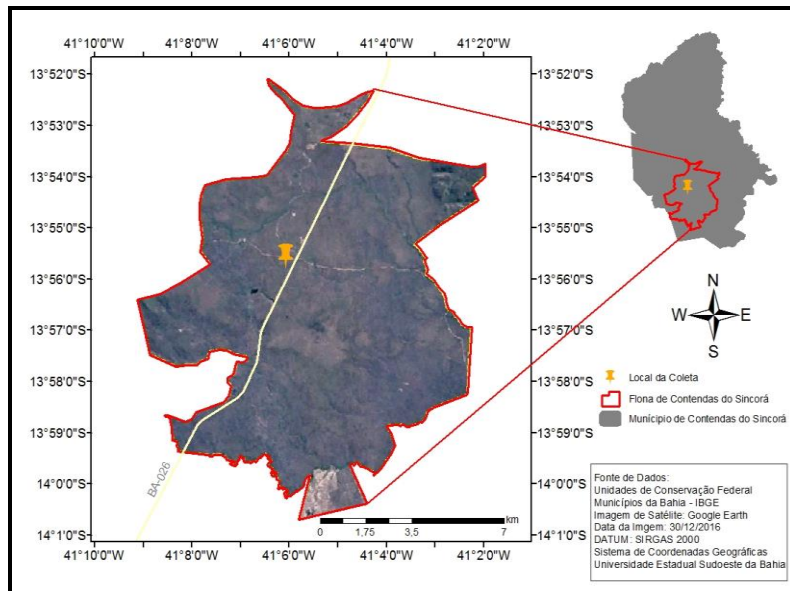 41°10'0"W 41°8'0"W 41°6'0"W 41°4'0"W 41°2'0"W
13°52'0"S 13°52'0"S
13°53'0"S 13°53'0"S
13°54'0"S 13°54'0"S
13°55'0"S 13°55'0"S
13°56'0"S 13°56'0"S
13°57'0"S 13°57'0"S
13°58'0"S 13°58'0"S
13°59'0"S 13°59'0"S
14°0'0"S 14°0'0"S
14°1'0"S 14°1'0"S
BA-026
km
0 1,75 3,5 7
41°10'0"W 41°8'0"W 41°6'0"W 41°4'0"W 41°2'0"W
N
W E
S
Local da Coleta
Flona de Contendas do Sincorá
Município de Contendas do Sincorá
Fonte de Dados:
Unidades de Conservação Federal
Municípios da Bahia - IBGE
Imagem de Satélite: Google Earth
Data da Imgem: 30/12/2016
DATUM: SIRGAS 2000
Sistema de Coordenadas Geográficas
Universidade Estadual Sudoeste da Bahia